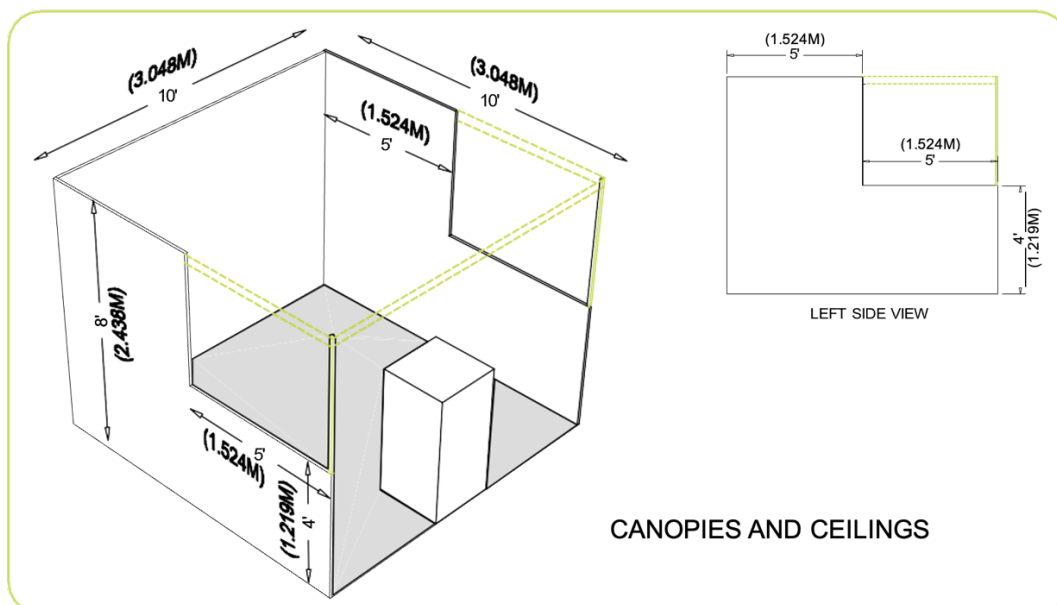 (3.048M)
10'
(3.048M)
10'
(1.524M)
5'
8'
(2.438M)
5'
(1.524M)
4'
(1.219M)
(1.524M)
5'
(1.524M)
5'
4'
(1.219M)
LEFT SIDE VIEW
CANOPIES AND CEILINGS